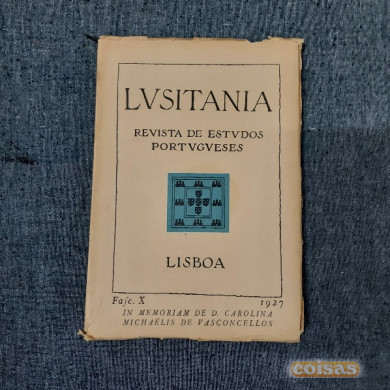 LVSITANIA
REVISTA DE ESTVDOS
PORTVGVESES
LISBOA
Fasc. X 1927
IN MEMORIAM DE D. CAROLINA
MICHAËLIS DE VASCONCELLOS
coisas